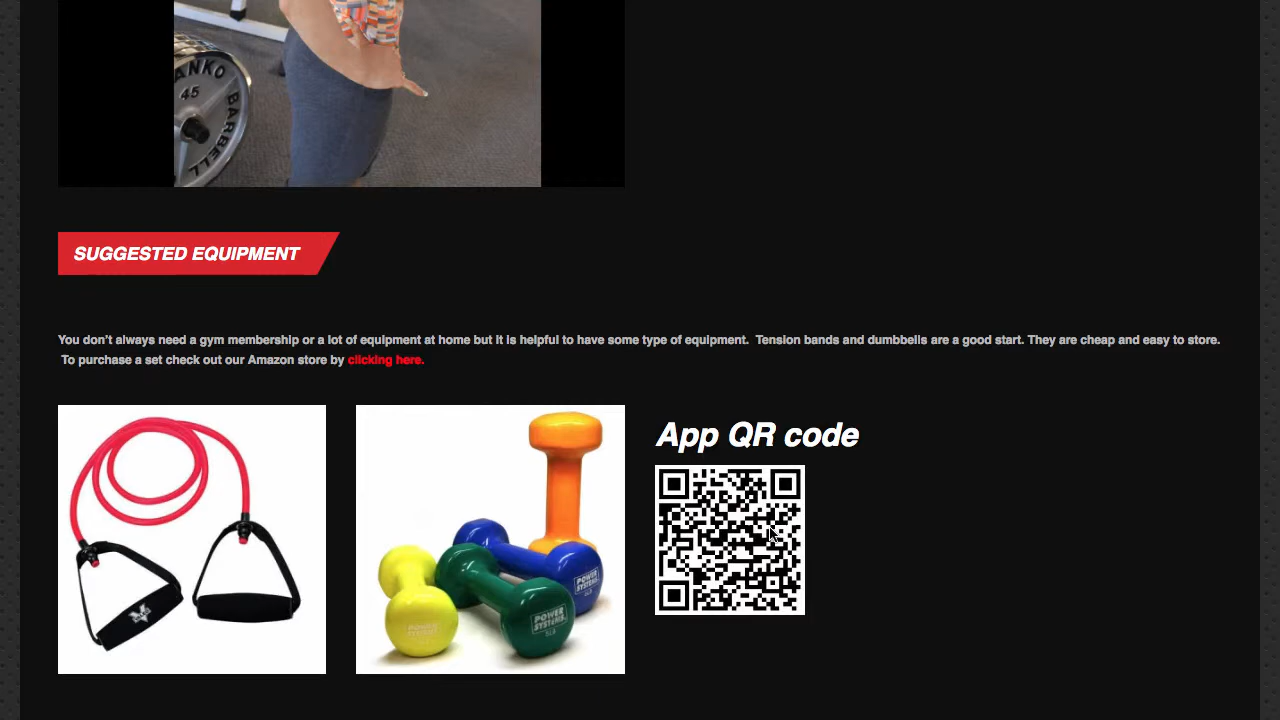 ANKO
45
BARBELL
SUGGESTED EQUIPMENT
You don't always need a gym membership or a lot of equipment at home but it is helpful to have some type of equipment. Tension bands and dumbbells are a good start. They are cheap and easy to store.
To purchase a set check out our Amazon store by clicking here.
App QR code
POWER
SYSTEMS
POWER
SYSTEMS